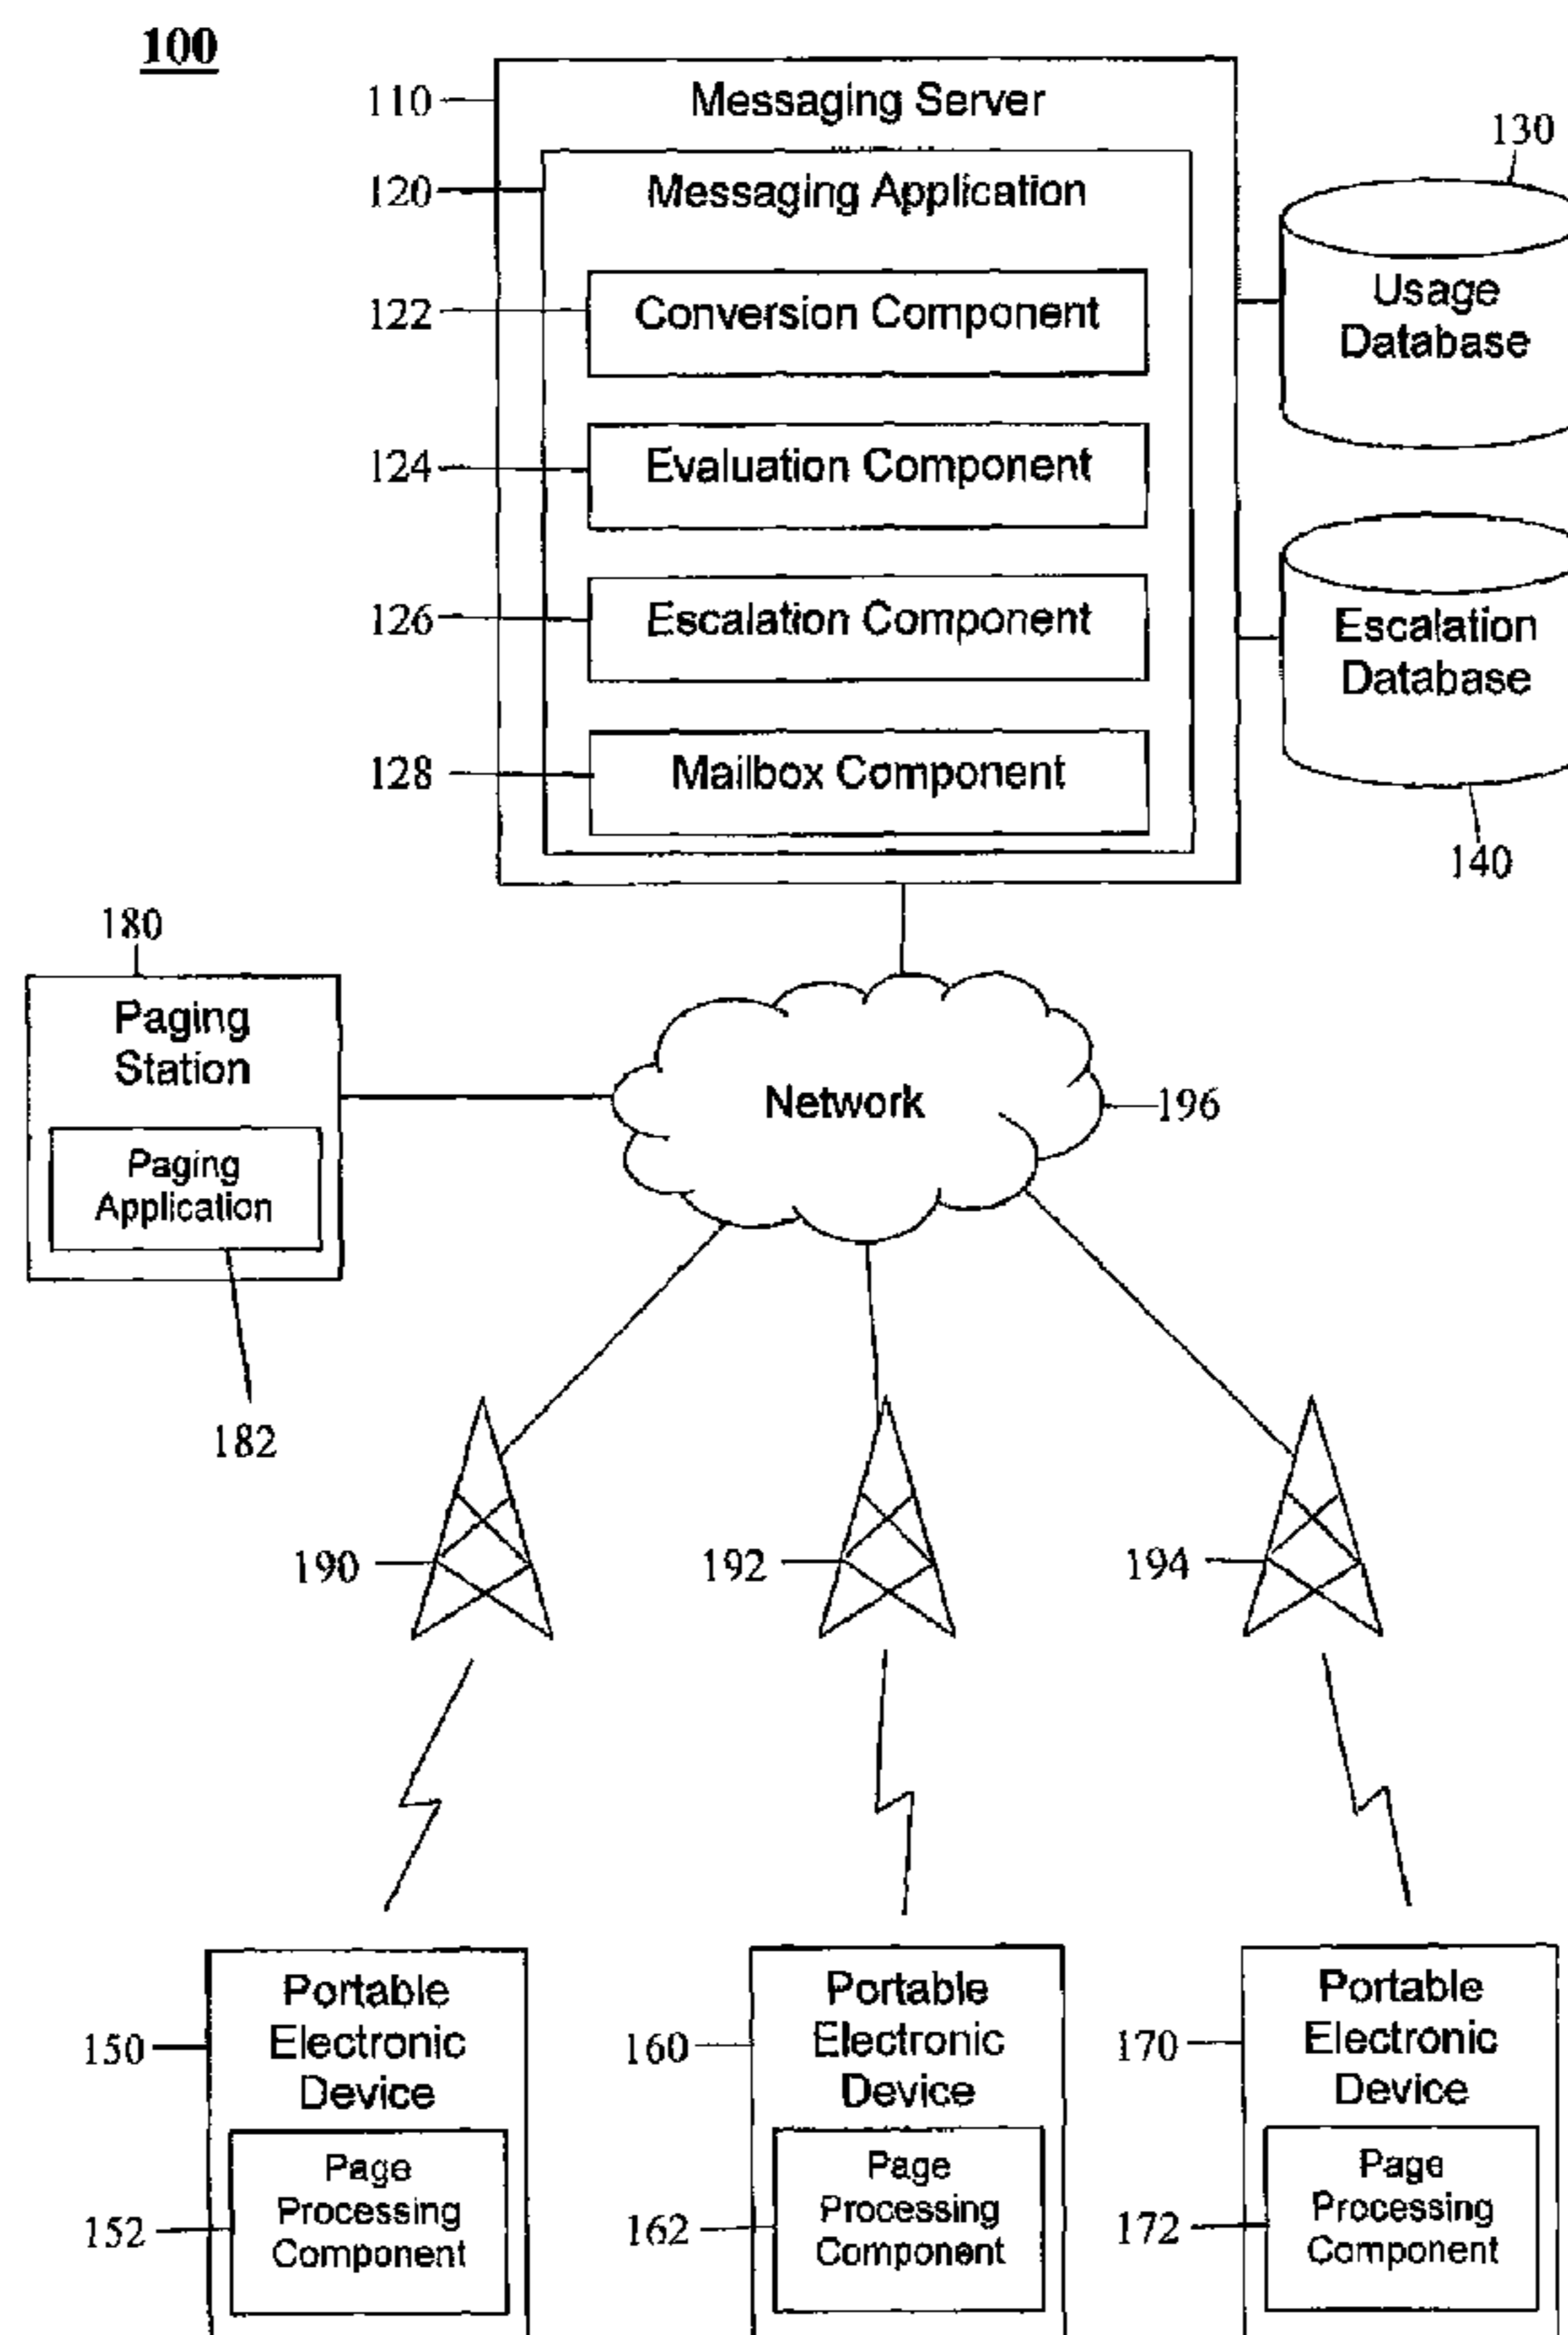 100
110
Messaging Server
130
120
Messaging Application
122
Conversion Component
Usage
Database
124
Evaluation Component
126
Escalation Component
Escalation
Database
128
Mailbox Component
140
180
Paging
Station
Network
196
Paging
Application
182
190
192
194
150
Portable
Electronic
Device
160
Portable
Electronic
Device
170
Portable
Electronic
Device
152
Page
Processing
Component
162
Page
Processing
Component
172
Page
Processing
Component